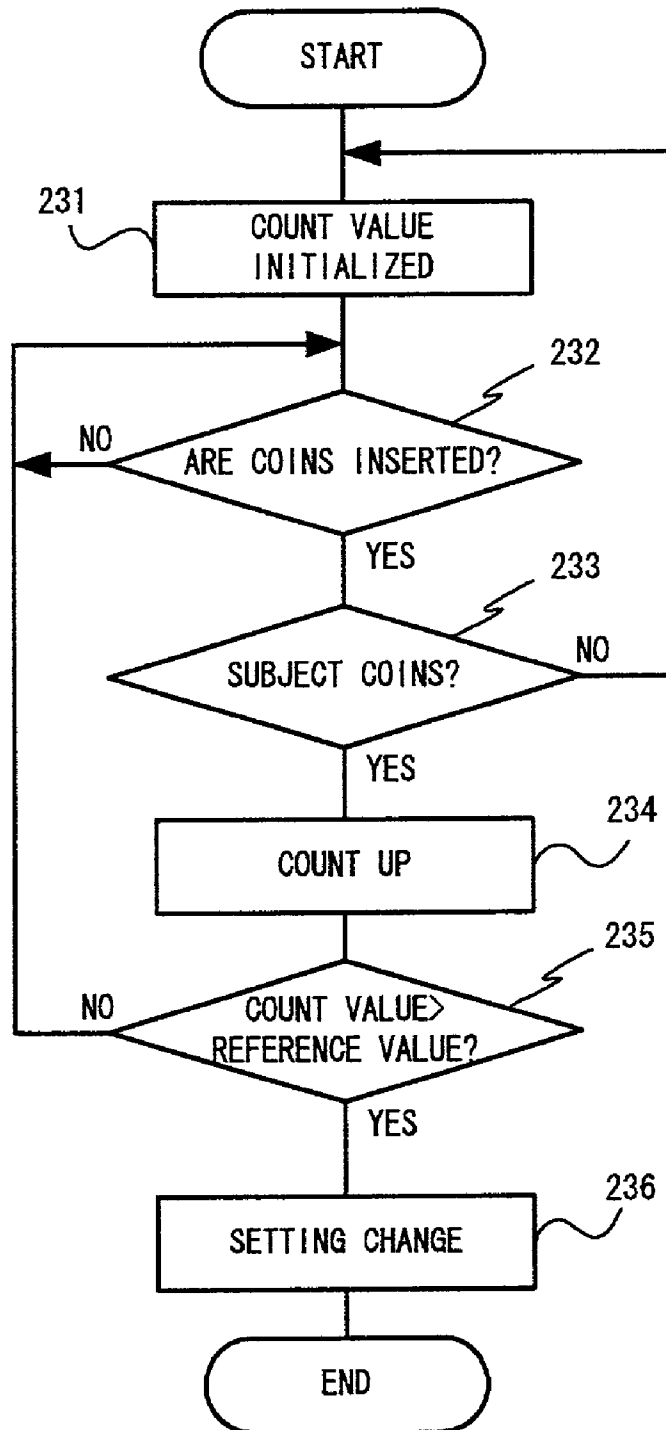 START
231
COUNT VALUE
INITIALIZED
232
NO
ARE COINS INSERTED?
YES
233
SUBJECT COINS?
NO
YES
234
COUNT UP
235
NO
COUNT VALUE>
REFERENCE VALUE?
YES
236
SETTING CHANGE
END